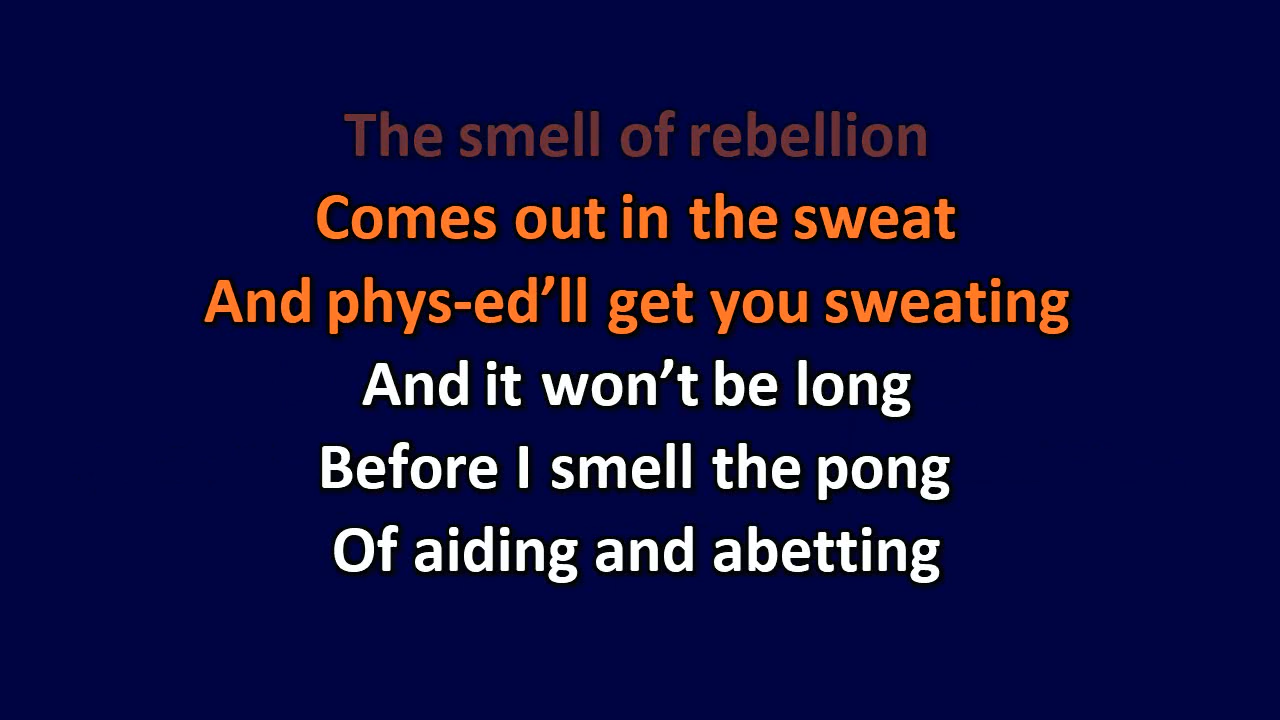 The smell of rebellion
Comes out in the sweat
And phys-ed’ll get you sweating
And it won’t be long
Before I smell the pong
Of aiding and abetting